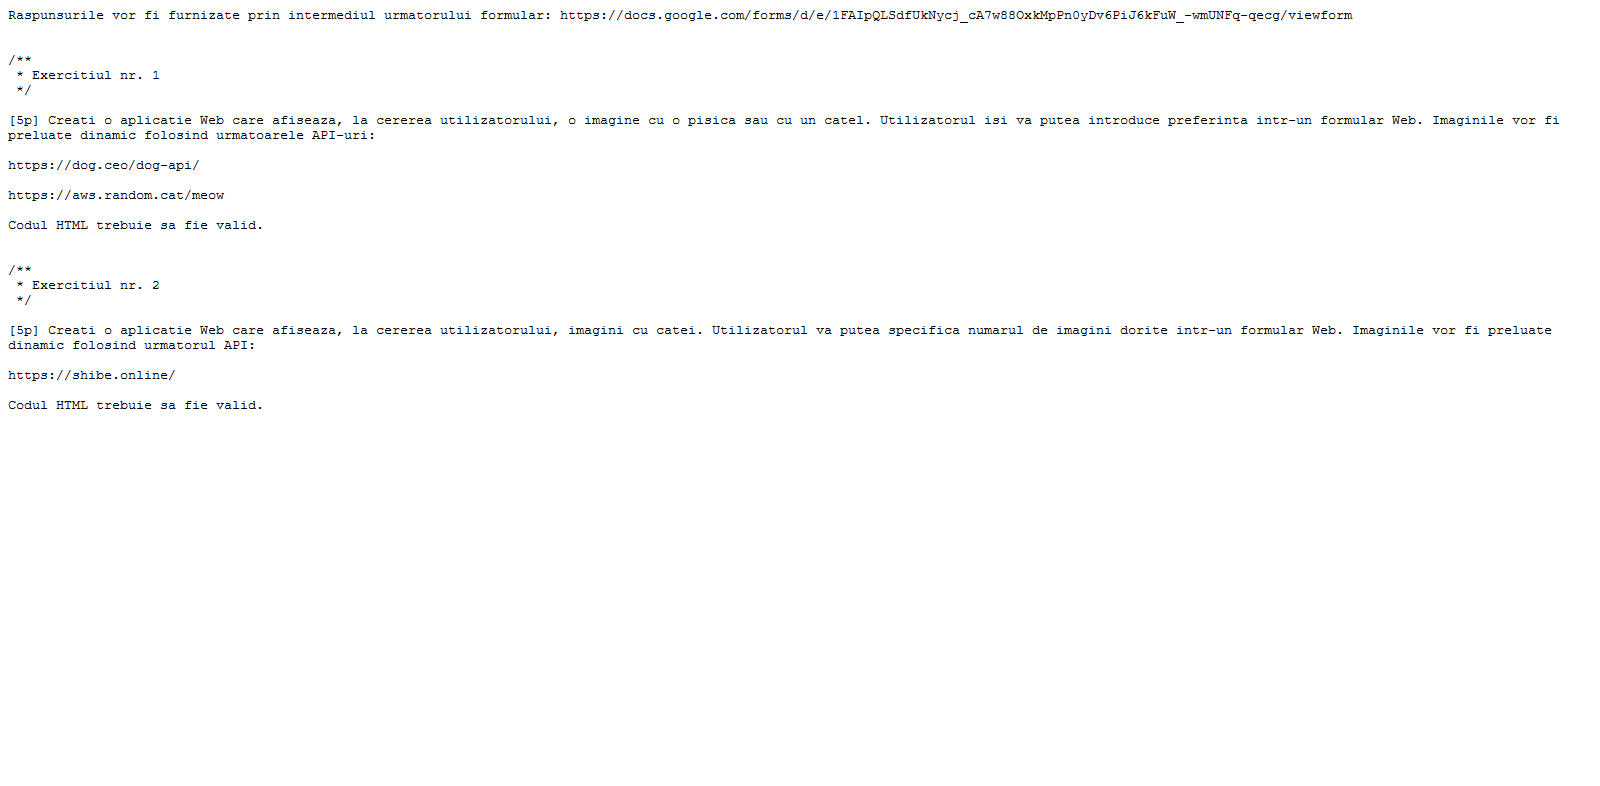 Raspunsurile vor fi furnizate prin intermediul urmatorului formular: https://docs.google.com/forms/d/e/1FAIpQLSdfUkNycj_cA7w88OxkMpPn0yDv6PiJ6kFuW_-wmUNFq-qecg/viewform
/**
 * Exercitiul nr. 1
 */
[5p] Creati o aplicatie Web care afiseaza, la cererea utilizatorului, o imagine cu o pisica sau cu un catel. Utilizatorul isi va putea introduce preferinta intr-un formular Web. Imaginile vor fi
preluate dinamic folosind urmatoarele API-uri:
https://dog.ceo/dog-api/
https://aws.random.cat/meow
Codul HTML trebuie sa fie valid.
/**
 * Exercitiul nr. 2
 */
[5p] Creati o aplicatie Web care afiseaza, la cererea utilizatorului, imagini cu catei. Utilizatorul va putea specifica numarul de imagini dorite intr-un formular Web. Imaginile vor fi preluate
dinamic folosind urmatorul API:
https://shibe.online/
Codul HTML trebuie sa fie valid.